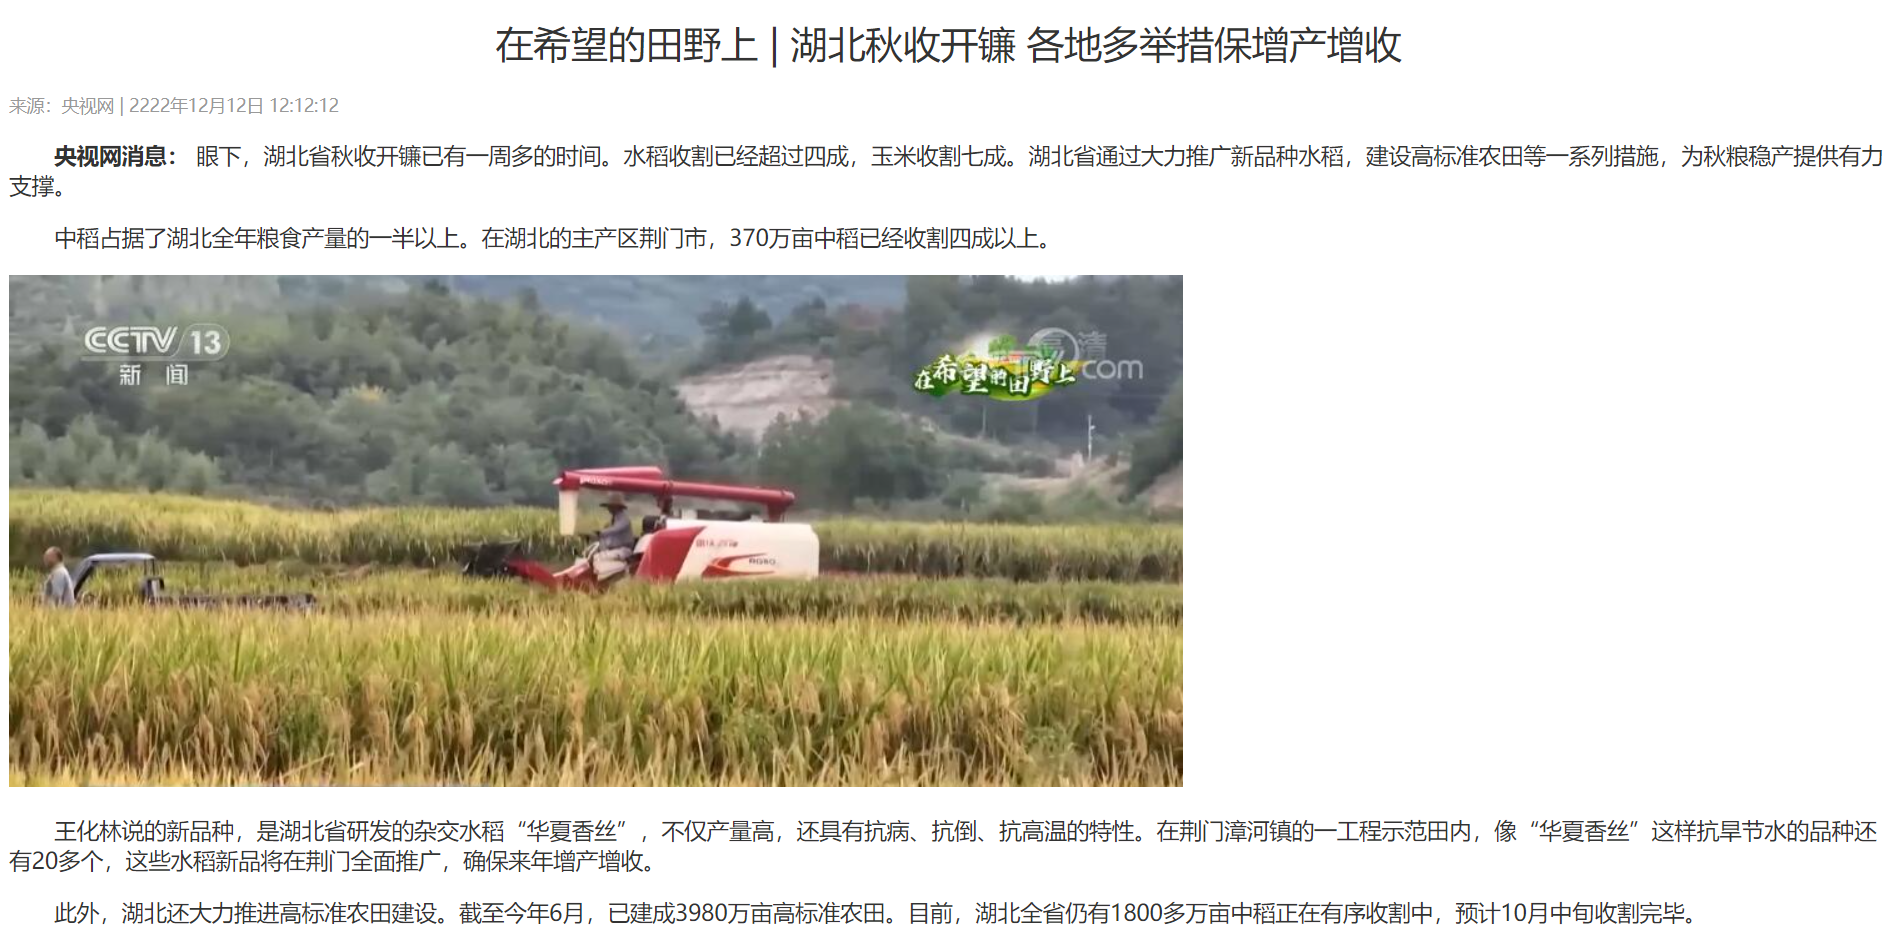 在希望的田野上 | 湖北秋收开镰 各地多举措保增产增收
来源：央视网 | 2222年12月12日 12:12:12
央视网消息： 眼下，湖北省秋收开镰已有一周多的时间。水稻收割已经超过四成，玉米收割七成。湖北省通过大力推广新品种水稻，建设高标准农田等一系列措施，为秋粮稳产提供有力
支撑。
中稻占据了湖北全年粮食产量的一半以上。在湖北的主产区荆门市，370万亩中稻已经收割四成以上。
CCTV 13
新闻
高清
在希望的田野上
com
王化林说的新品种，是湖北省研发的杂交水稻“华夏香丝”，不仅产量高，还具有抗病、抗倒、抗高温的特性。在荆门漳河镇的一工程示范田内，像“华夏香丝”这样抗旱节水的品种还
有20多个，这些水稻新品将在荆门全面推广，确保来年增产增收。
此外，湖北还大力推进高标准农田建设。截至今年6月，已建成3980万亩高标准农田。目前，湖北全省仍有1800多万亩中稻正在有序收割中，预计10月中旬收割完毕。